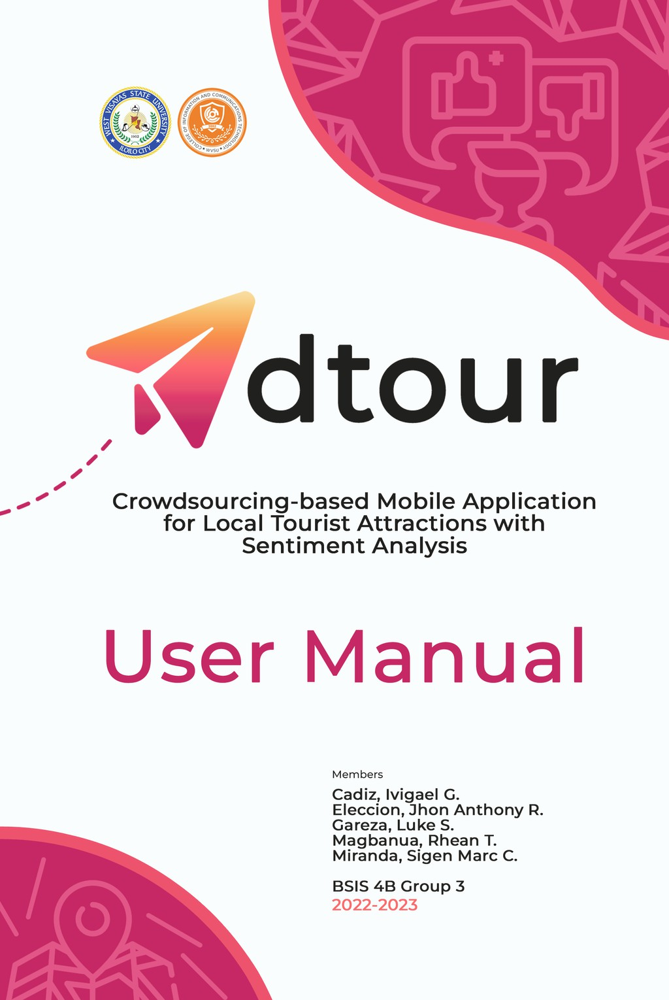 WEST VISAYAS STATE UNIVERSITY
1902
ILOILO CITY
COLLEGE OF INFORMATION AND COMMUNICATIONS TECHNOLOGY
2002
WVSU
dtour
Crowdsourcing-based Mobile Application
for Local Tourist Attractions with
Sentiment Analysis
User Manual
Members
Cadiz, Ivigael G.
Eleccion, Jhon Anthony R.
Gareza, Luke S.
Magbanua, Rhean T.
Miranda, Sigen Marc C.
BSIS 4B Group 3
2022-2023